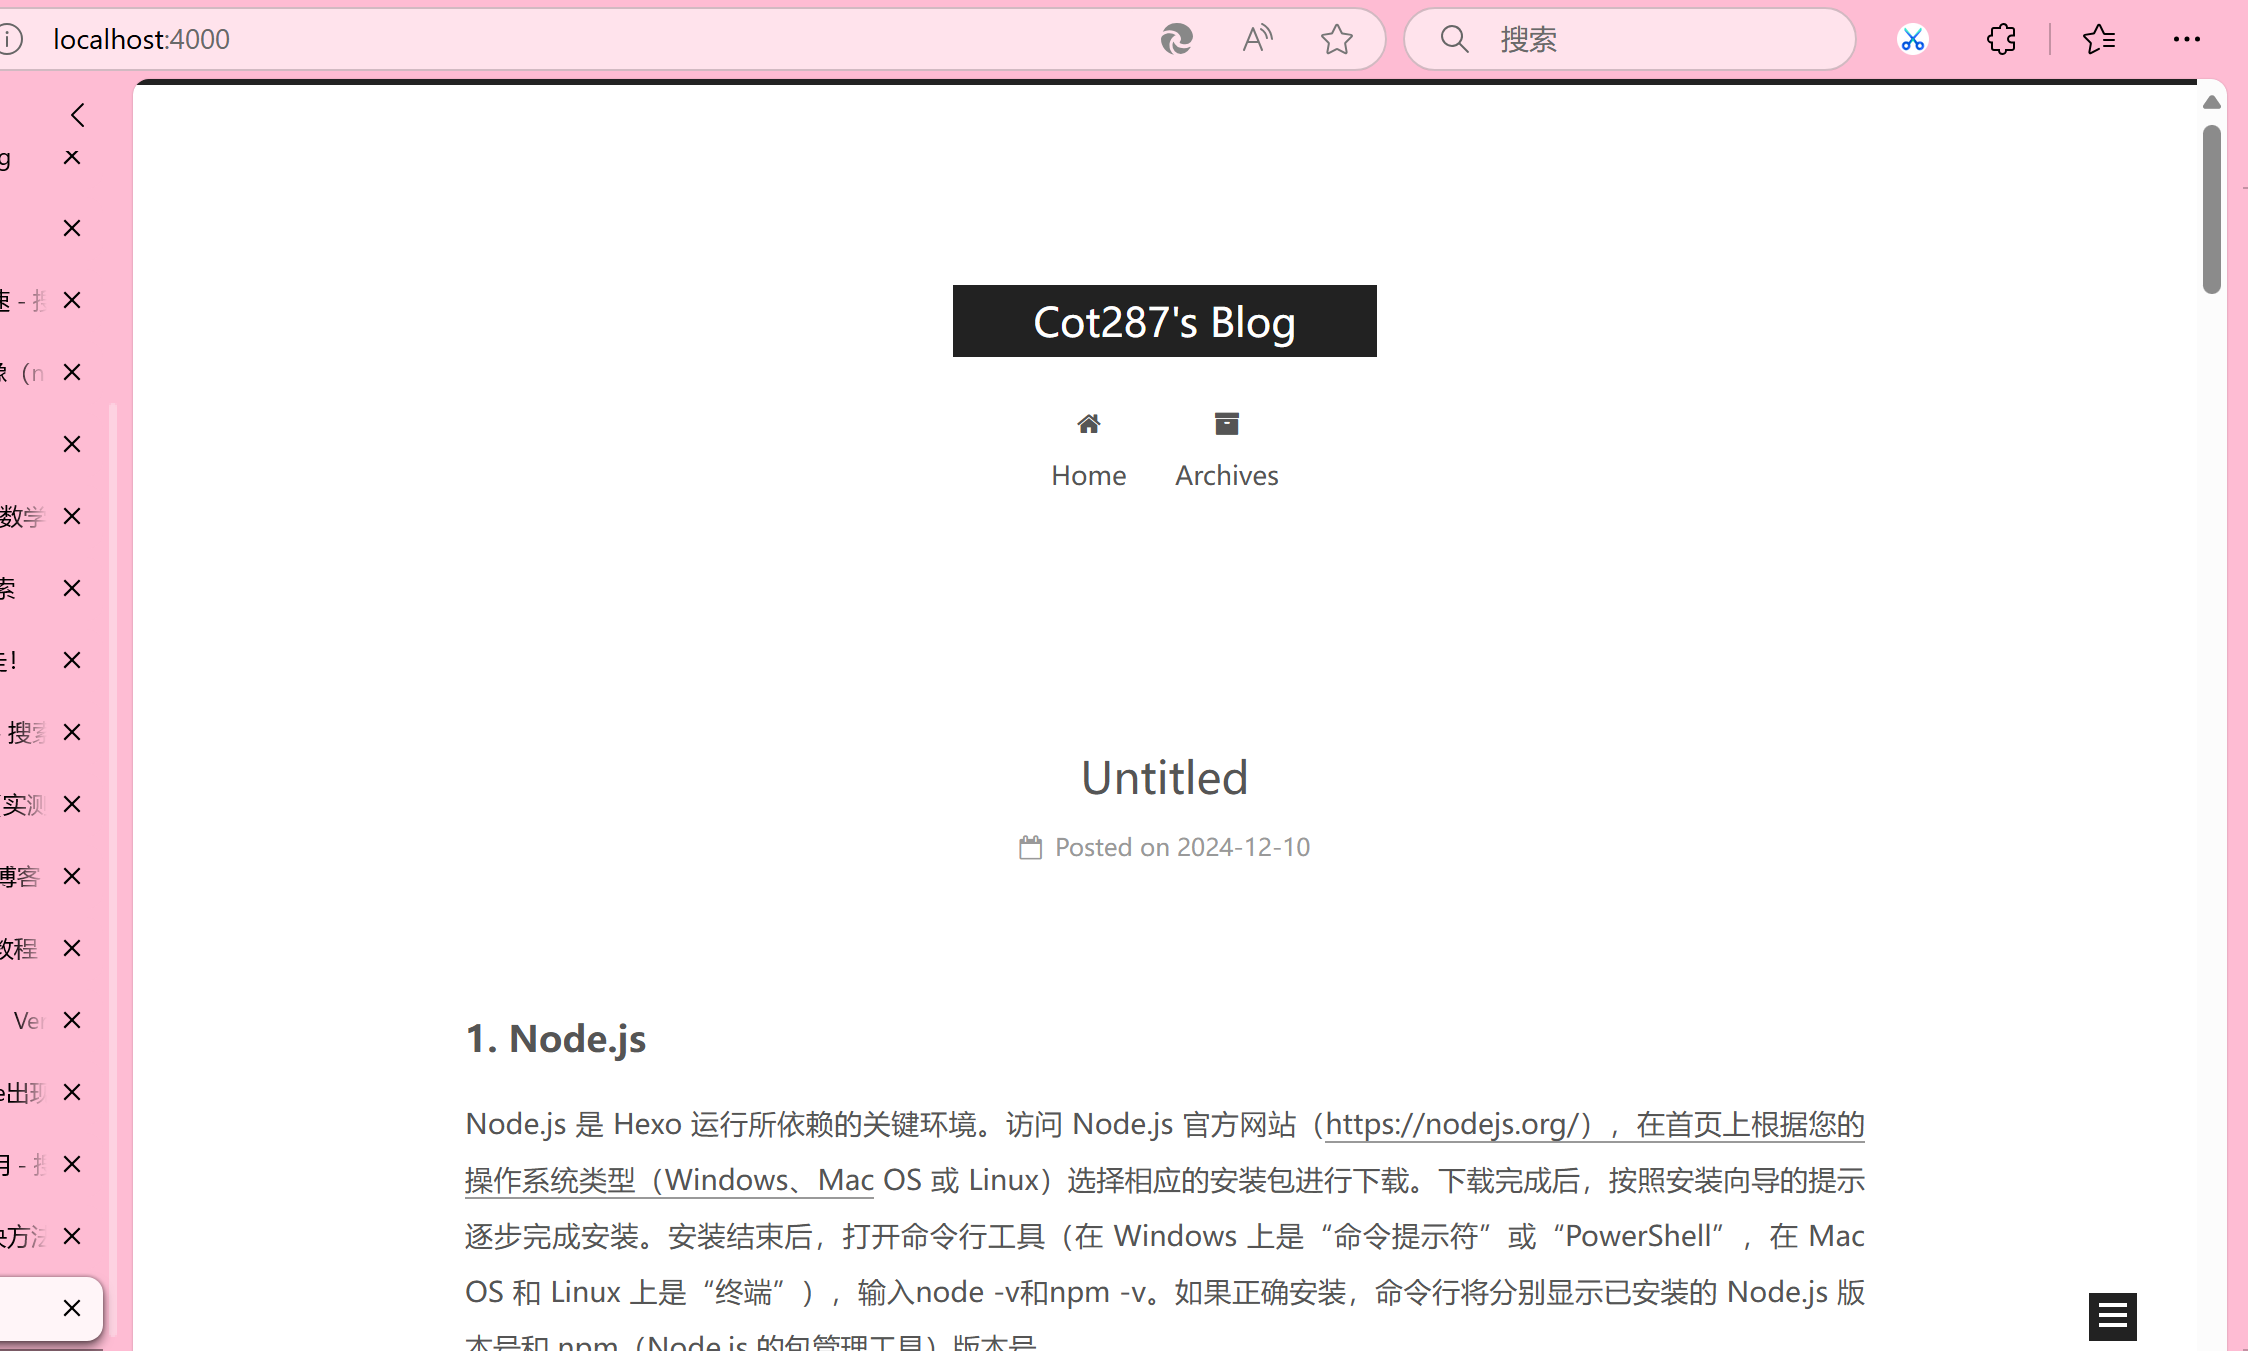 localhost:4000
搜索
g
速 - 搜
像（n
数学
索
走！
- 搜索
实测
博客
教程
Ver
e出现
用 - 搜
决方法
Cot287's Blog
Home
Archives
Untitled
Posted on 2024-12-10
1. Node.js
Node.js 是 Hexo 运行所依赖的关键环境。访问 Node.js 官方网站（https://nodejs.org/），在首页上根据您的
操作系统类型（Windows、Mac OS 或 Linux）选择相应的安装包进行下载。下载完成后，按照安装向导的提示
逐步完成安装。安装结束后，打开命令行工具（在 Windows 上是“命令提示符”或“PowerShell”，在 Mac
OS 和 Linux 上是“终端”），输入node -v和npm -v。如果正确安装，命令行将分别显示已安装的 Node.js 版
本号和 npm（Node.js 的包管理工具）版本号